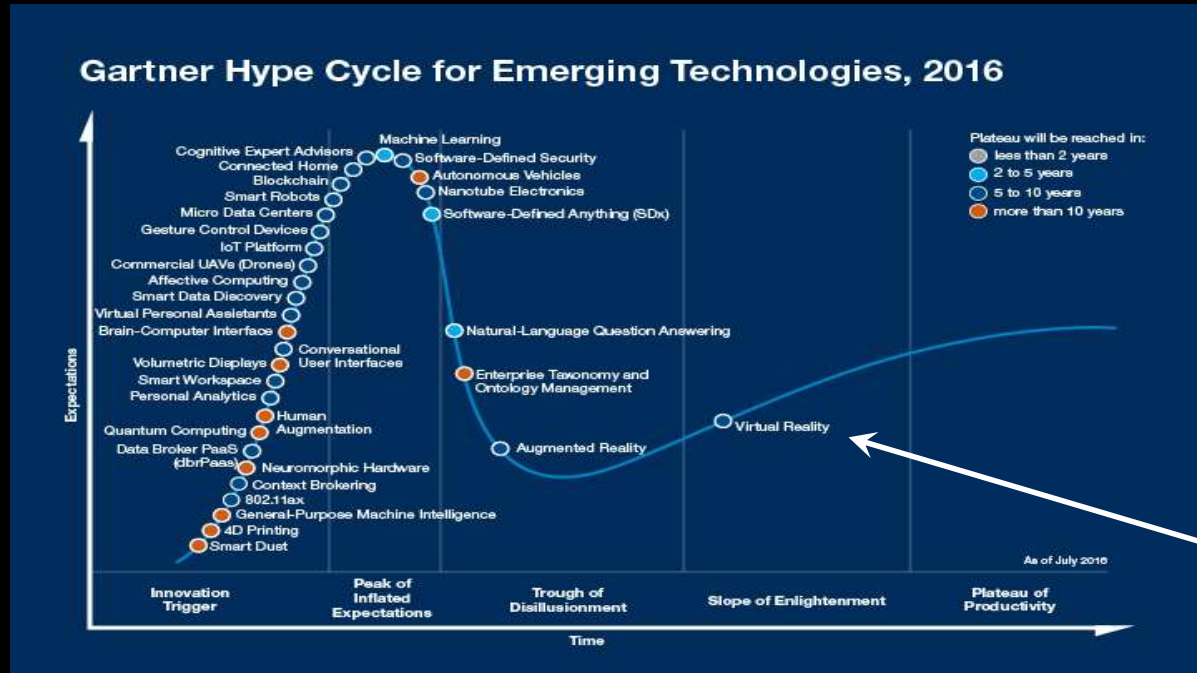 Gartner Hype Cycle for Emerging Technologies, 2016
Plateau will be reached in:
less than 2 years
2 to 5 years
5 to 10 years
more than 10 years
Expectations
Machine Learning
Cognitive Expert Advisors
Software-Defined Security
Connected Home
Autonomous Vehicles
Blockchain
Nanotube Electronics
Smart Robots
Micro Data Centers
Software-Defined Anything (SDx)
Gesture Control Devices
IoT Platform
Commercial UAVs (Drones)
Affective Computing
Smart Data Discovery
Virtual Personal Assistants
Brain-Computer Interface
Natural-Language Question Answering
Conversational
User Interfaces
Volumetric Displays
Enterprise Taxonomy and
Ontology Management
Smart Workspace
Personal Analytics
Human
Augmentation
Quantum Computing
Virtual Reality
Data Broker PaaS
(dbrPaas)
Augmented Reality
Neuromorphic Hardware
Context Brokering
802.11ax
General-Purpose Machine Intelligence
4D Printing
Smart Dust
As of July 2016
Innovation
Trigger
Peak of
Inflated
Expectations
Trough of
Disillusionment
Slope of Enlightenment
Plateau of
Productivity
Time